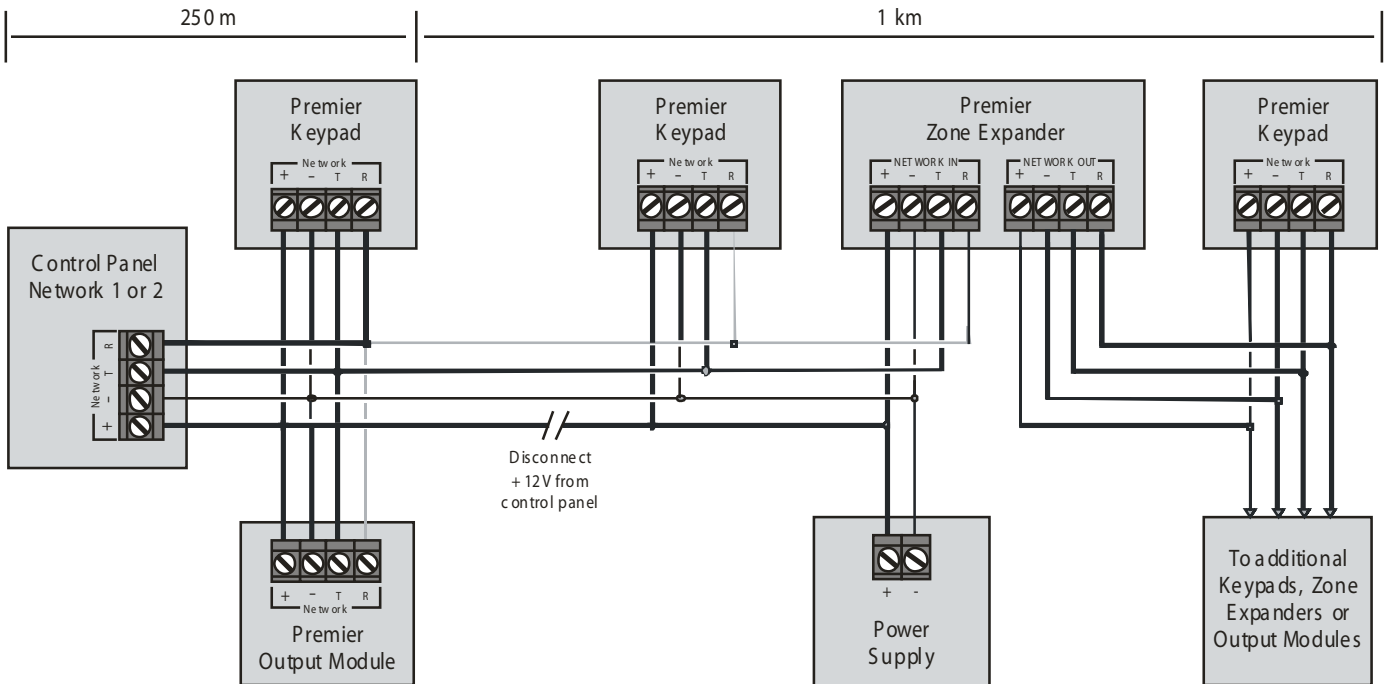 250 m
1 km
Premier
Keypad
Network
+ − T R
Premier
Keypad
Network
+ − T R
Premier
Zone Expander
NETWORK IN
+ − T R
NETWORK OUT
+ − T R
Premier
Keypad
Network
+ − T R
Control Panel
Network 1 or 2
Network
R
T
−
+
Disconnect
+12V from
control panel
+ − T R
Network
Premier
Output Module
+ -
Power
Supply
To additional
Keypads, Zone
Expanders or
Output Modules